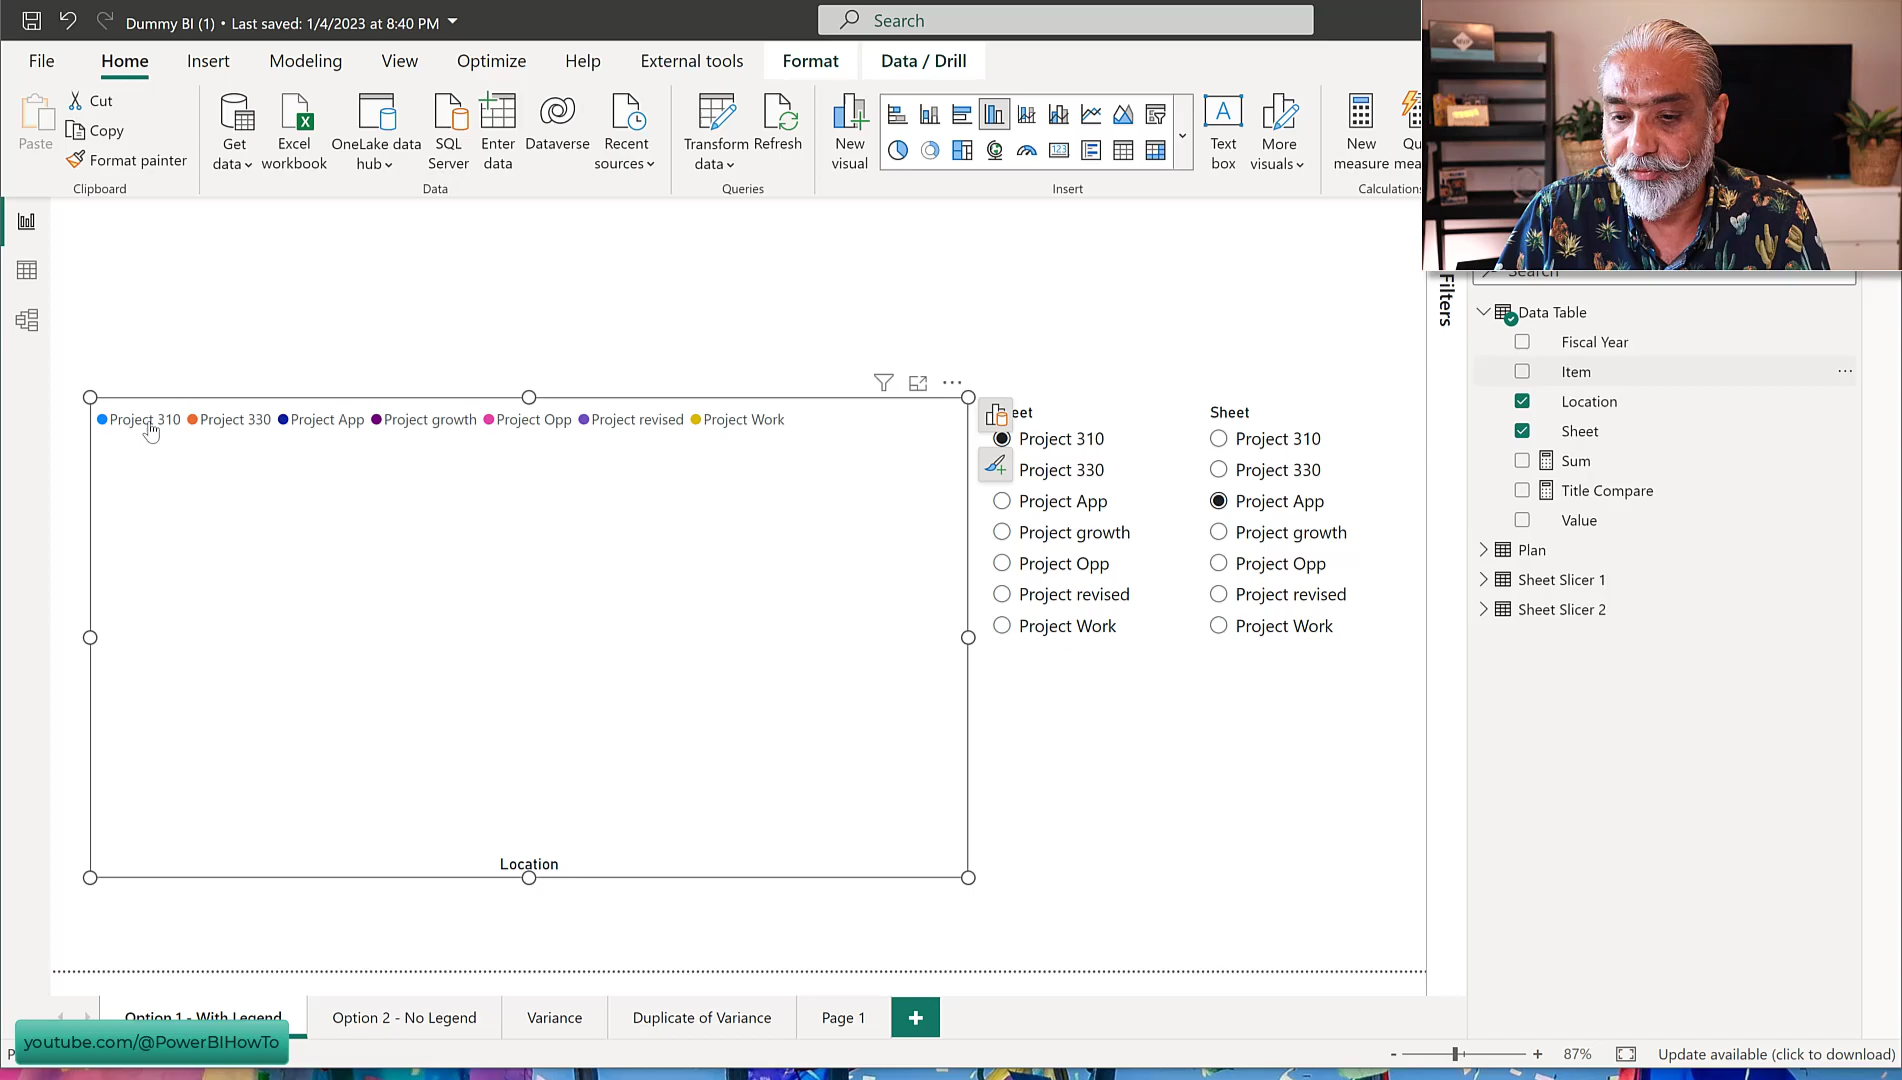 Dummy BI (1) • Last saved: 1/4/2023 at 8:40 PM
Search
File Home Insert Modeling View Optimize Help External tools Format Data / Drill
Paste
Cut
Copy
Format painter
Clipboard
Get data
Excel workbook
OneLake data hub
SQL Server
Enter data
Dataverse
Recent sources
Data
Transform data
Refresh
Queries
New visual
123
A
Text box
More visuals
Insert
New measure
Qu
mea
Calculations
Filters
Search
Data Table
Fiscal Year
Item
Location
Sheet
Sum
Title Compare
Value
Plan
Sheet Slicer 1
Sheet Slicer 2
Project 310 Project 330 Project App Project growth Project Opp Project revised Project Work
Location
eet
Project 310
Project 330
Project App
Project growth
Project Opp
Project revised
Project Work
Sheet
Project 310
Project 330
Project App
Project growth
Project Opp
Project revised
Project Work
Option 1 - With Legend
Option 2 - No Legend
Variance
Duplicate of Variance
Page 1
+
youtube.com/@PowerBIHowTo
P
- + 87%
Update available (click to download)